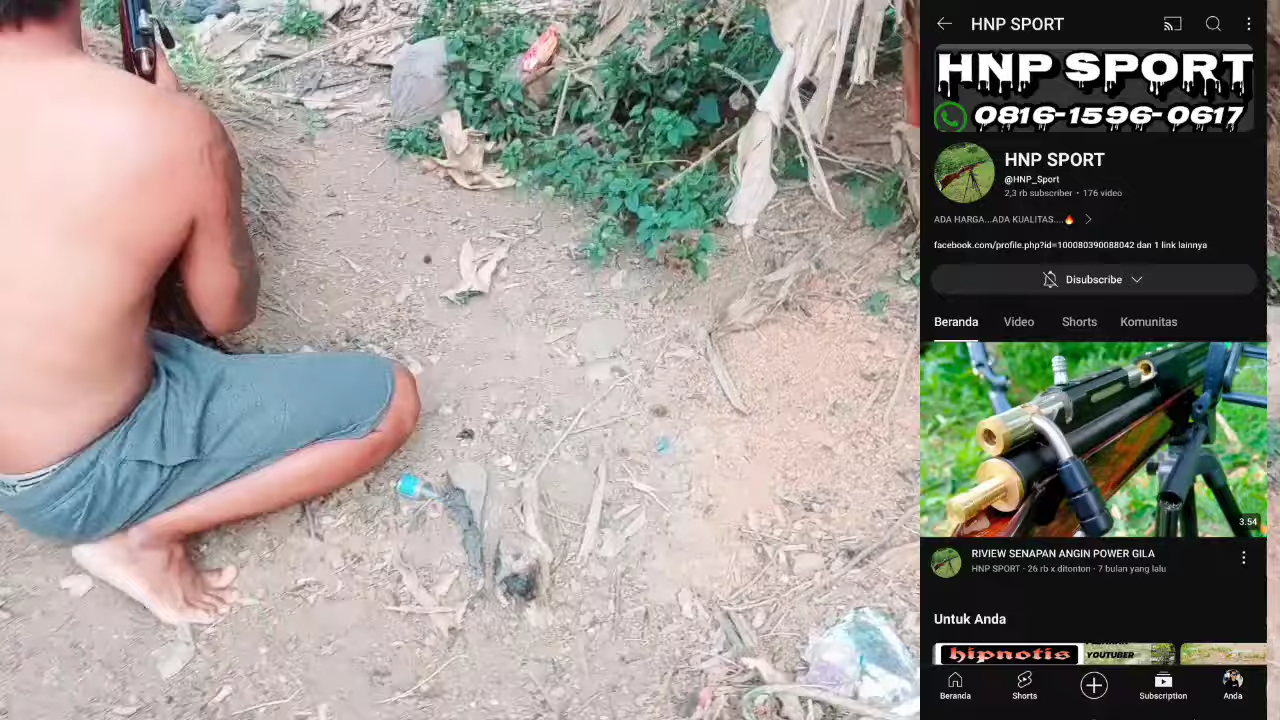 HNP SPORT
HNP SPORT
0816-1596-0617
HNP SPORT
@HNP_Sport
2,3 rb subscriber • 176 video
ADA HARGA...ADA KUALITAS....🔥
facebook.com/profile.php?id=100080390088042 dan 1 link lainnya
Disubscribe
Beranda Video Shorts Komunitas
3.54
RIVIEW SENAPAN ANGIN POWER GILA
HNP SPORT · 26 rb x ditonton · 7 bulan yang lalu
Untuk Anda
hipnotis
YOUTUBER
Beranda Shorts Subscription Anda